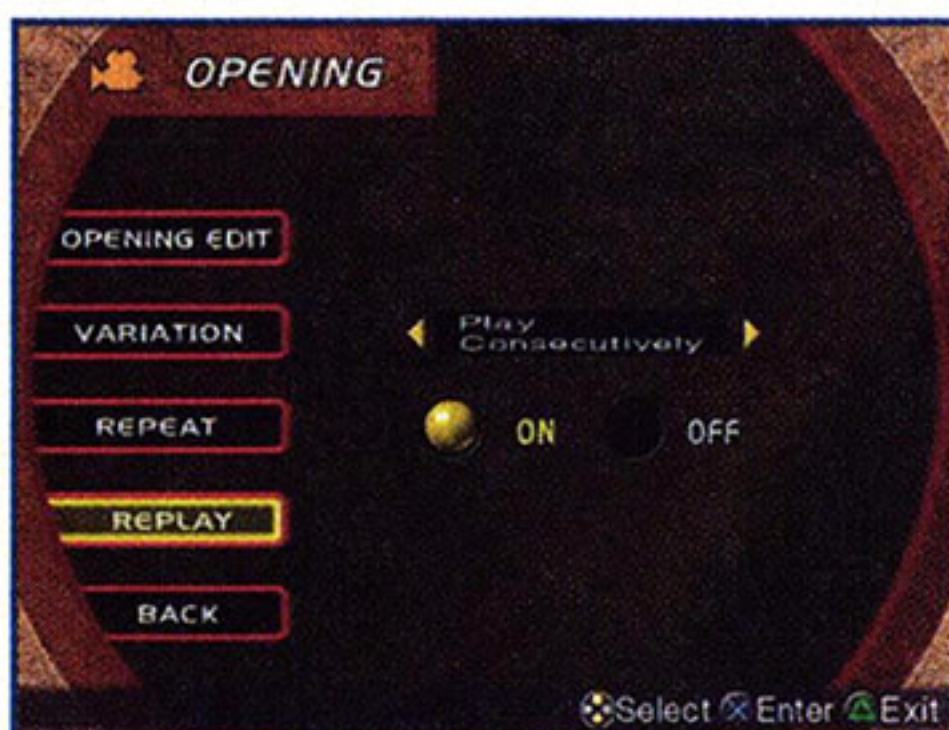 OPENING
OPENING EDIT
VARIATION
Play
Consecutively
REPEAT
ON
OFF
REPLAY
BACK
Select Enter Exit